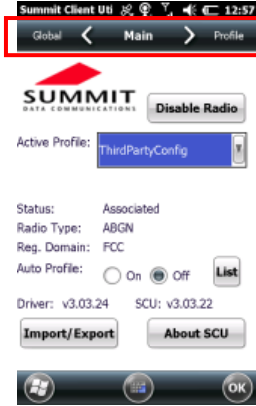 Summit Client Uti 12:57
Global Main Profile
SUMMIT
DATA COMMUNICATIONS
Disable Radio
Active Profile: ThirdPartyConfig
Status: Associated
Radio Type: ABGN
Reg. Domain: FCC
Auto Profile: On Off List
Driver: v3.03.24 SCU: v3.03.22
Import/Export About SCU
OK